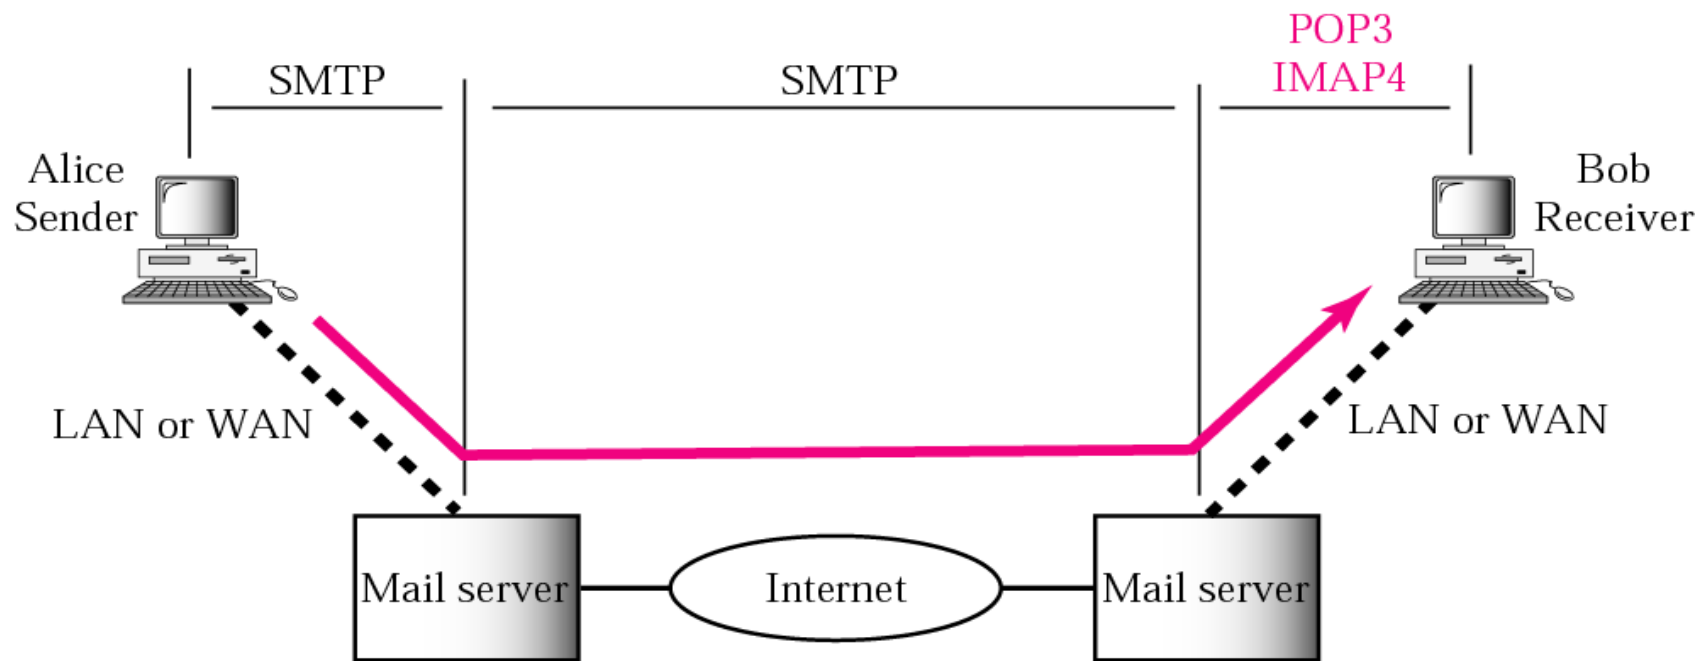 POP3
IMAP4
SMTP
SMTP
Alice
Sender
Bob
Receiver
LAN or WAN
LAN or WAN
Mail server
Internet
Mail server